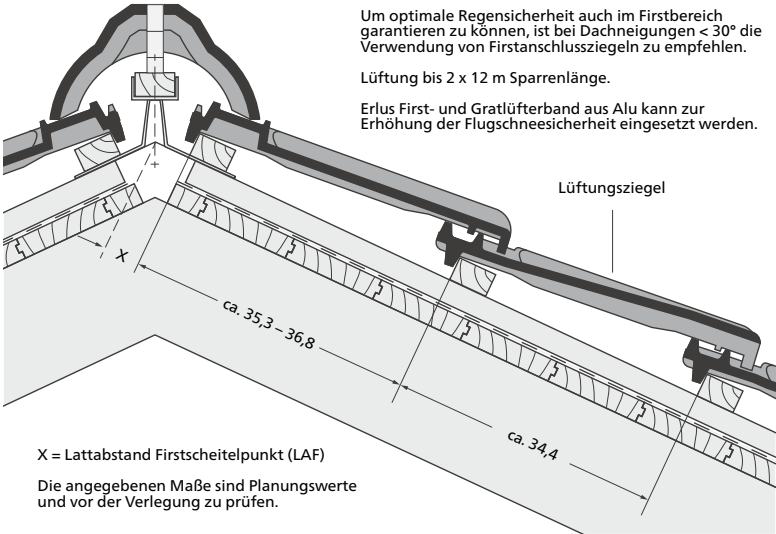 Um optimale Regensicherheit auch im Firstbereich
garantieren zu können, ist bei Dachneigungen < 30° die
Verwendung von Firstanschlussziegeln zu empfehlen.
Lüftung bis 2 x 12 m Sparrenlänge.
Erlus First- und Gratlüfterband aus Alu kann zur
Erhöhung der Flugschneesicherheit eingesetzt werden.
Lüftungsziegel
X
ca. 35,3 – 36,8
ca. 34,4
X = Lattabstand Firstscheitelpunkt (LAF)
Die angegebenen Maße sind Planungswerte
und vor der Verlegung zu prüfen.